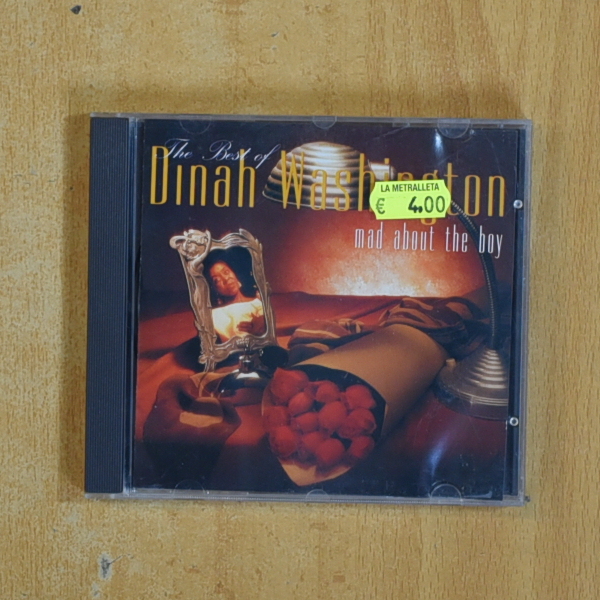 The Best of
Dinah Washington
LA METRALLETA
€ 4.00
mad about the boy